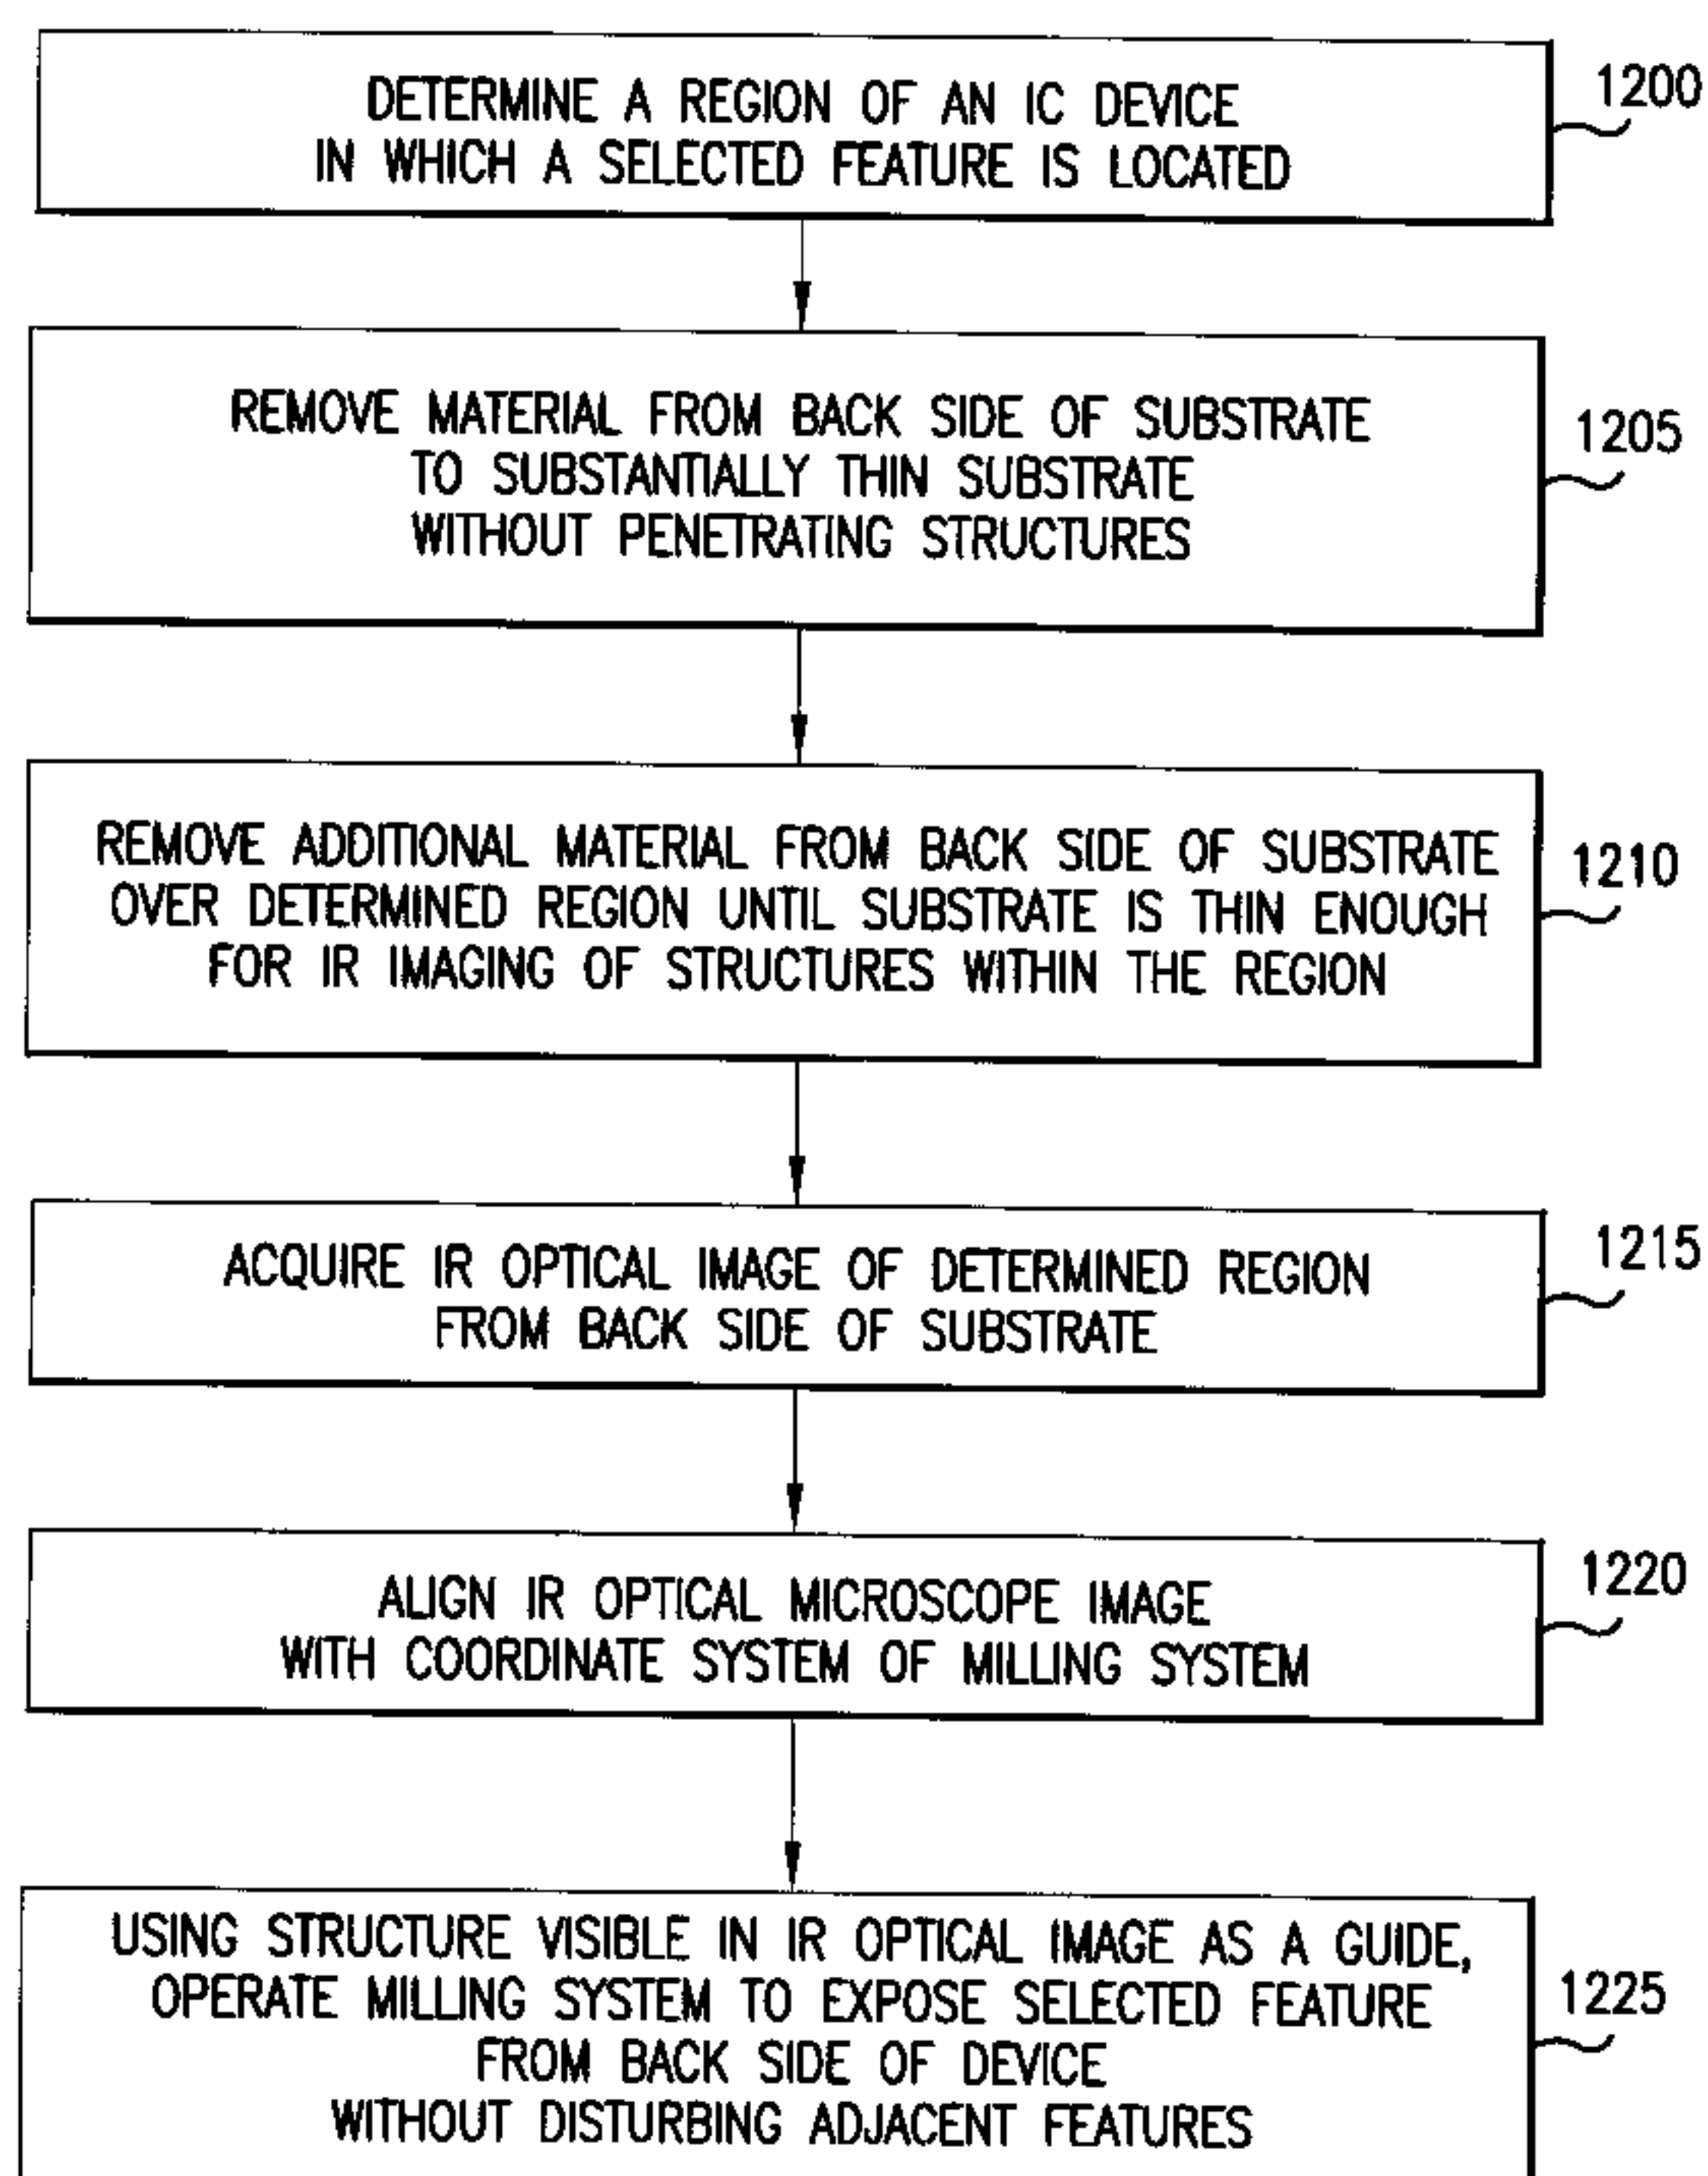 DETERMINE A REGION OF AN IC DEVICE
IN WHICH A SELECTED FEATURE IS LOCATED
1200
REMOVE MATERIAL FROM BACK SIDE OF SUBSTRATE
TO SUBSTANTIALLY THIN SUBSTRATE
WITHOUT PENETRATING STRUCTURES
1205
REMOVE ADDITIONAL MATERIAL FROM BACK SIDE OF SUBSTRATE
OVER DETERMINED REGION UNTIL SUBSTRATE IS THIN ENOUGH
FOR IR IMAGING OF STRUCTURES WITHIN THE REGION
1210
ACQUIRE IR OPTICAL IMAGE OF DETERMINED REGION
FROM BACK SIDE OF SUBSTRATE
1215
ALIGN IR OPTICAL MICROSCOPE IMAGE
WITH COORDINATE SYSTEM OF MILLING SYSTEM
1220
USING STRUCTURE VISIBLE IN IR OPTICAL IMAGE AS A GUIDE,
OPERATE MILLING SYSTEM TO EXPOSE SELECTED FEATURE
FROM BACK SIDE OF DEVICE
WITHOUT DISTURBING ADJACENT FEATURES
1225